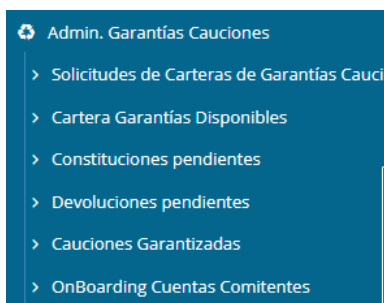 Admin. Garantías Cauciones
Solicitudes de Carteras de Garantías Cauci
Cartera Garantías Disponibles
Constituciones pendientes
Devoluciones pendientes
Cauciones Garantizadas
OnBoarding Cuentas Comitentes